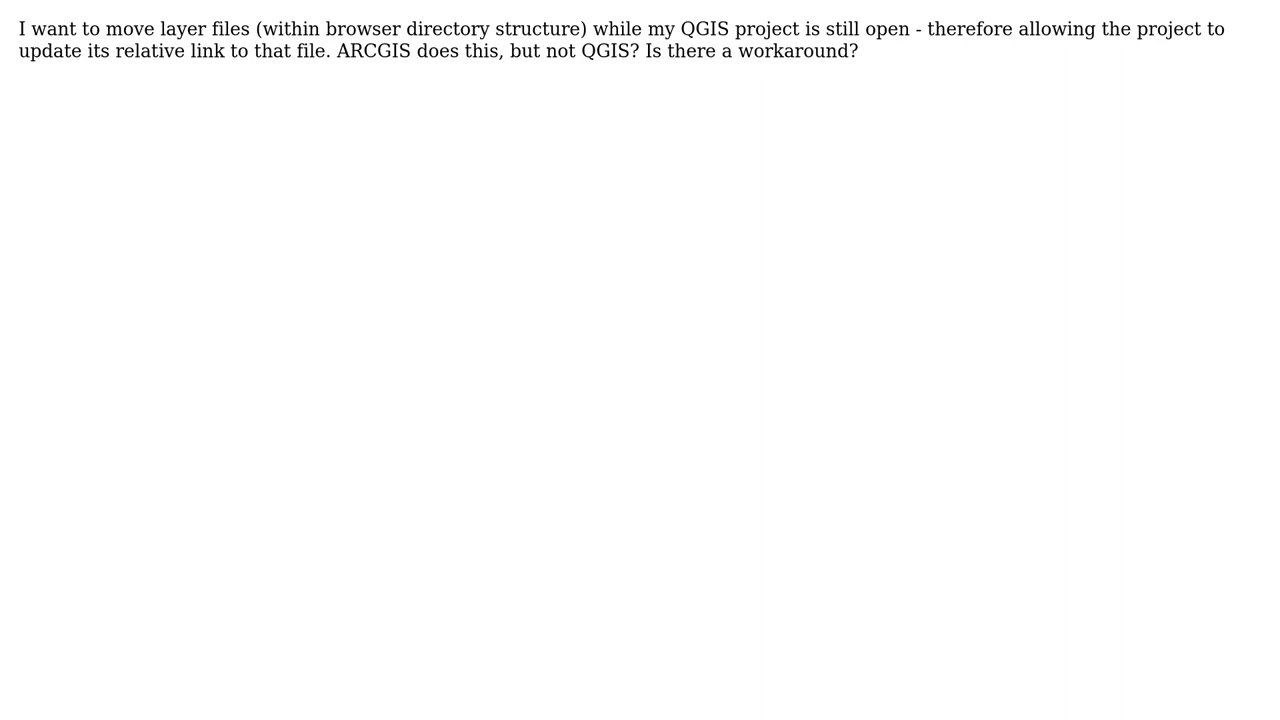 I want to move layer files (within browser directory structure) while my QGIS project is still open - therefore allowing the project to
update its relative link to that file. ARCGIS does this, but not QGIS? Is there a workaround?